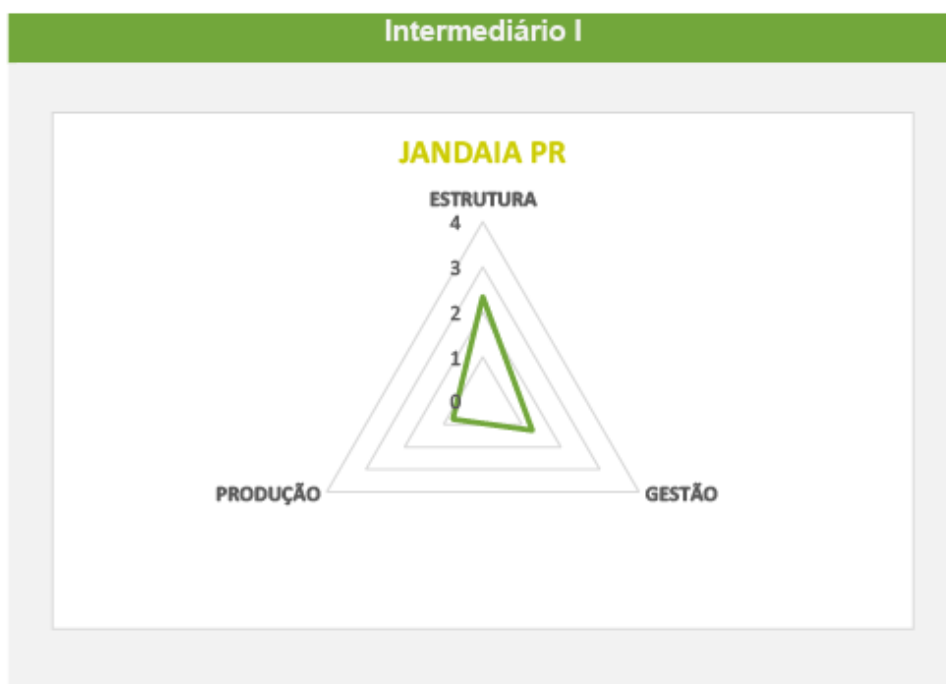 Intermediário I
JANDAIA PR
ESTRUTURA
4
3
2
1
0
PRODUÇÃO
GESTÃO